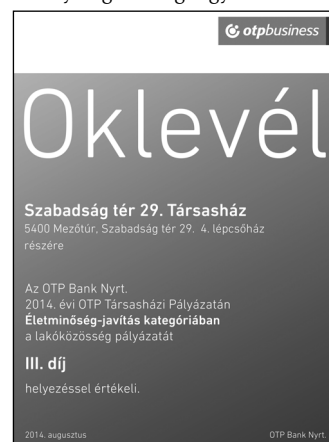 otpbusiness
Oklevél
Szabadság tér 29. Társasház
5400 Mezőtúr, Szabadság tér 29. 4. lépcsőház
részére
Az OTP Bank Nyrt.
2014. évi OTP Társasházi Pályázatán
Életminőség-javítás kategóriában
a lakóközösség pályázatát
III. díj
helyezéssel értékeli.
2014. augusztus
OTP Bank Nyrt.